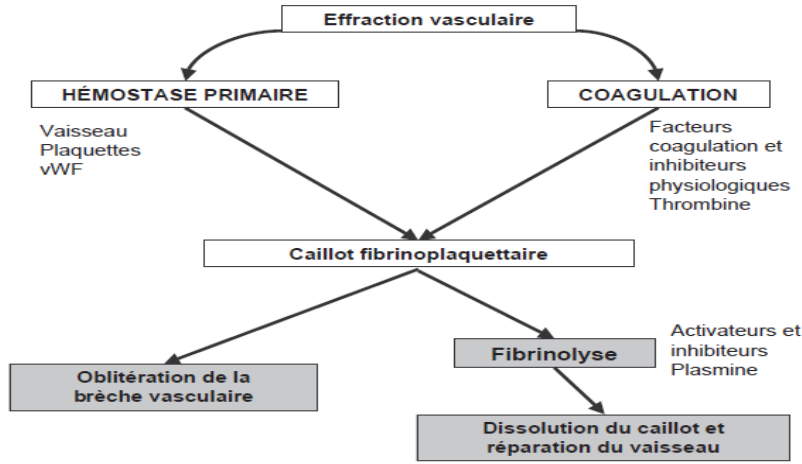 Effraction vasculaire
HÉMOSTASE PRIMAIRE
COAGULATION
Vaisseau
Plaquettes
vWF
Facteurs
coagulation et
inhibiteurs
physiologiques
Thrombine
Caillot fibrinoplaquettaire
Oblitération de la
brèche vasculaire
Fibrinolyse
Activateurs et
inhibiteurs
Plasmine
Dissolution du caillot et
réparation du vaisseau